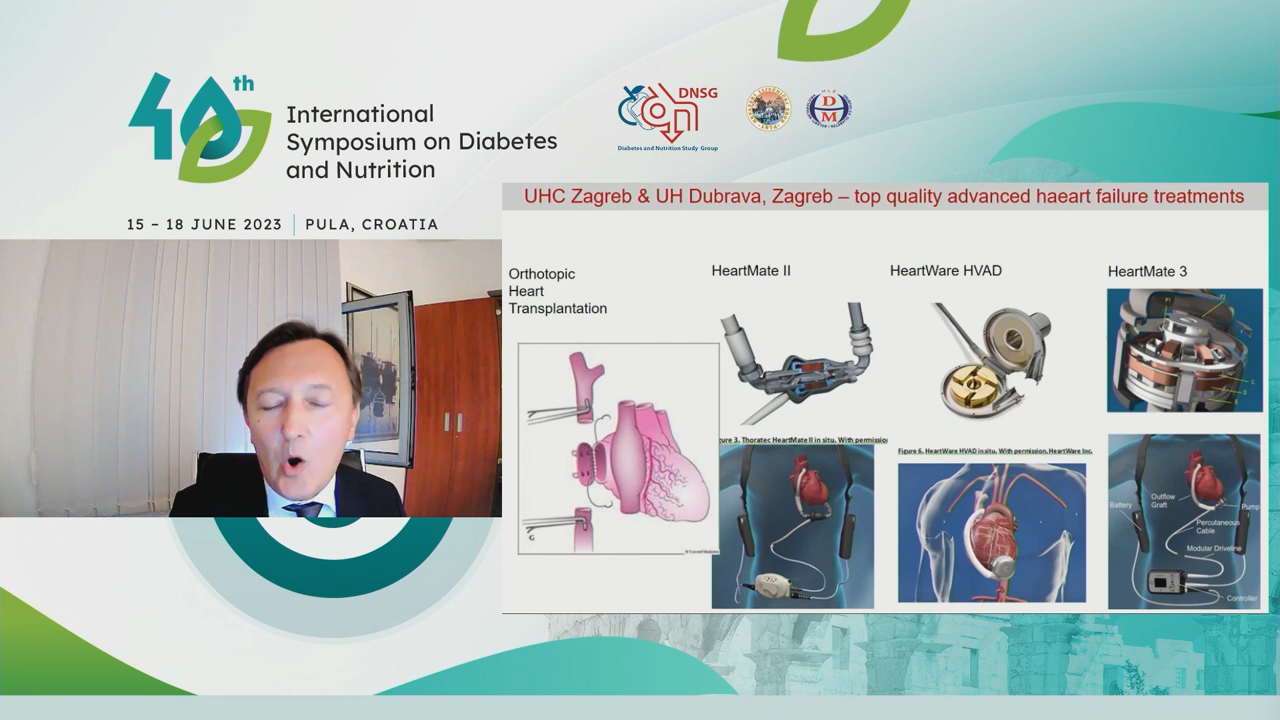 40th
International
Symposium on Diabetes
and Nutrition
15 – 18 JUNE 2023 | PULA, CROATIA
DNSG
Diabetes and Nutrition Study Group
UHC Zagreb & UH Dubrava, Zagreb – top quality advanced haeart failure treatments
Orthotopic
Heart
Transplantation
HeartMate II
HeartWare HVAD
HeartMate 3
gure 3. Thoratec HeartMate II in situ. With permissio
Figure 6. HeartWare HVAD in situ. With permission, HeartWare Inc.
G
Battery
Outflow
Graft
Pump
Percutaneous
Cable
Modular Driveline
Controller